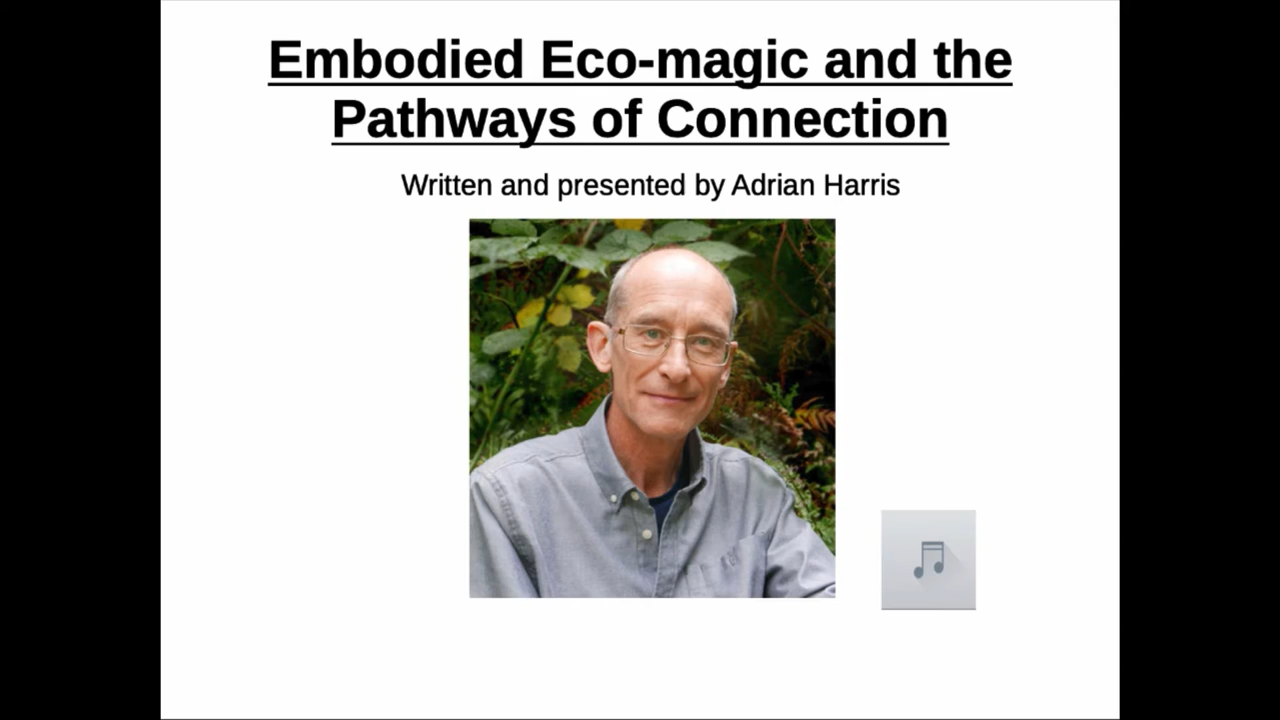 Embodied Eco-magic and the
Pathways of Connection
Written and presented by Adrian Harris